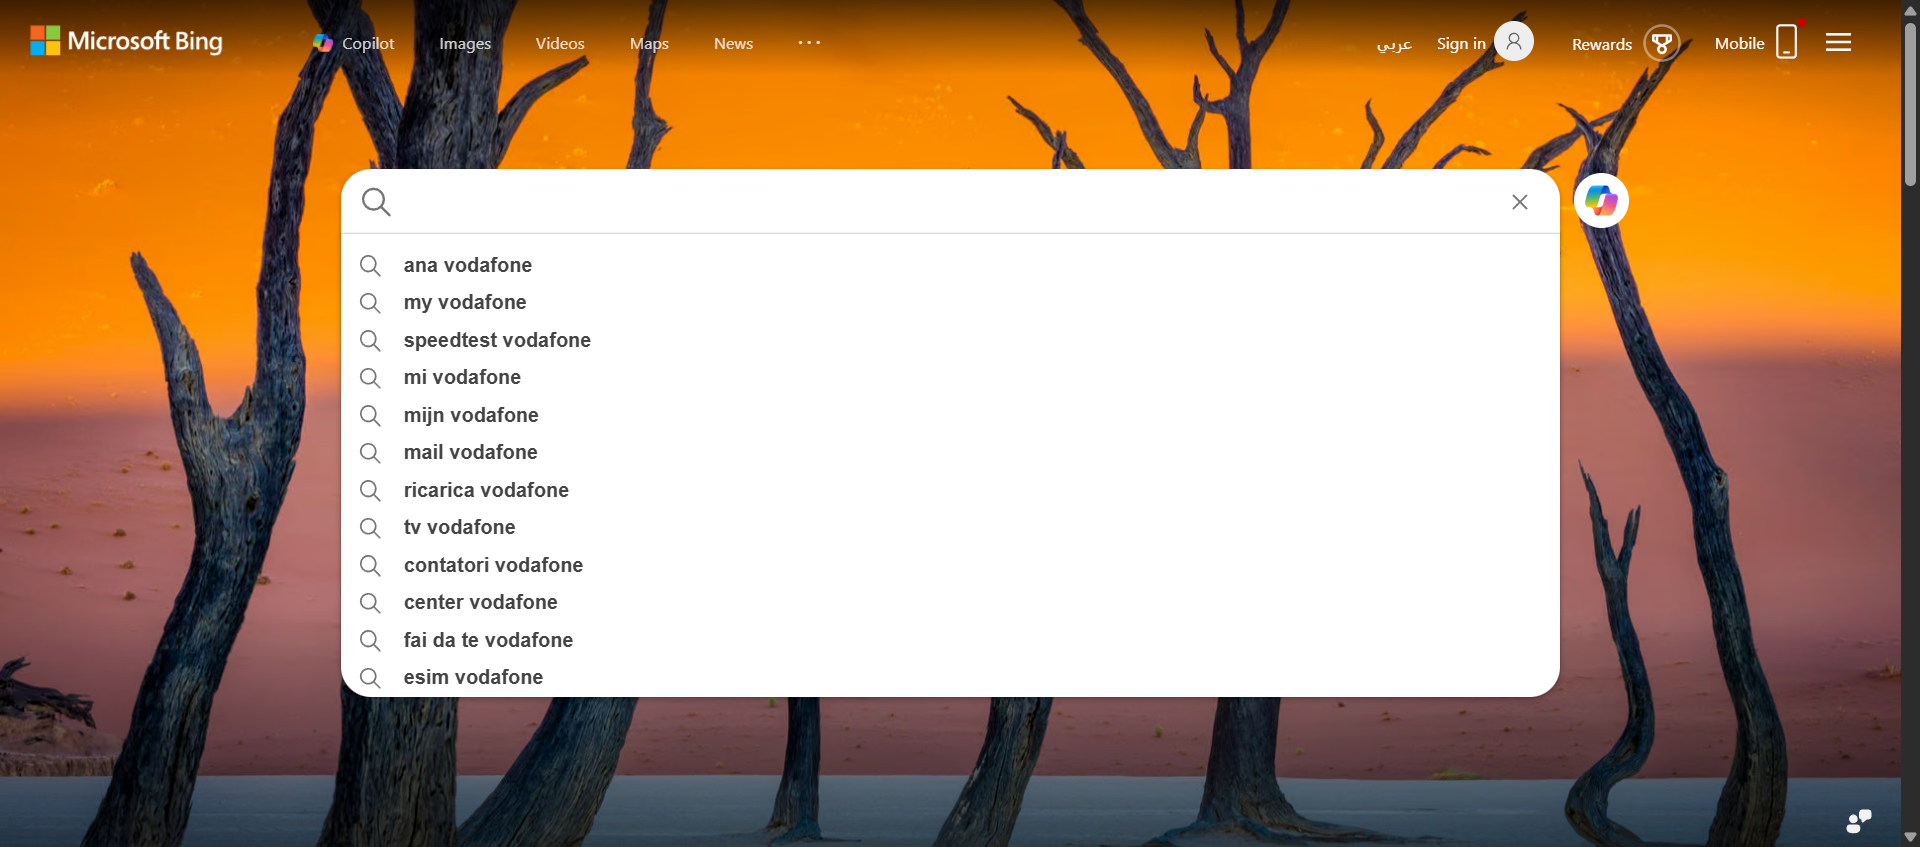 Microsoft Bing
Copilot
Images
Videos
Maps
News
عربي
Sign in
Rewards
Mobile
ana vodafone
my vodafone
speedtest vodafone
mi vodafone
mijn vodafone
mail vodafone
ricarica vodafone
tv vodafone
contatori vodafone
center vodafone
fai da te vodafone
esim vodafone